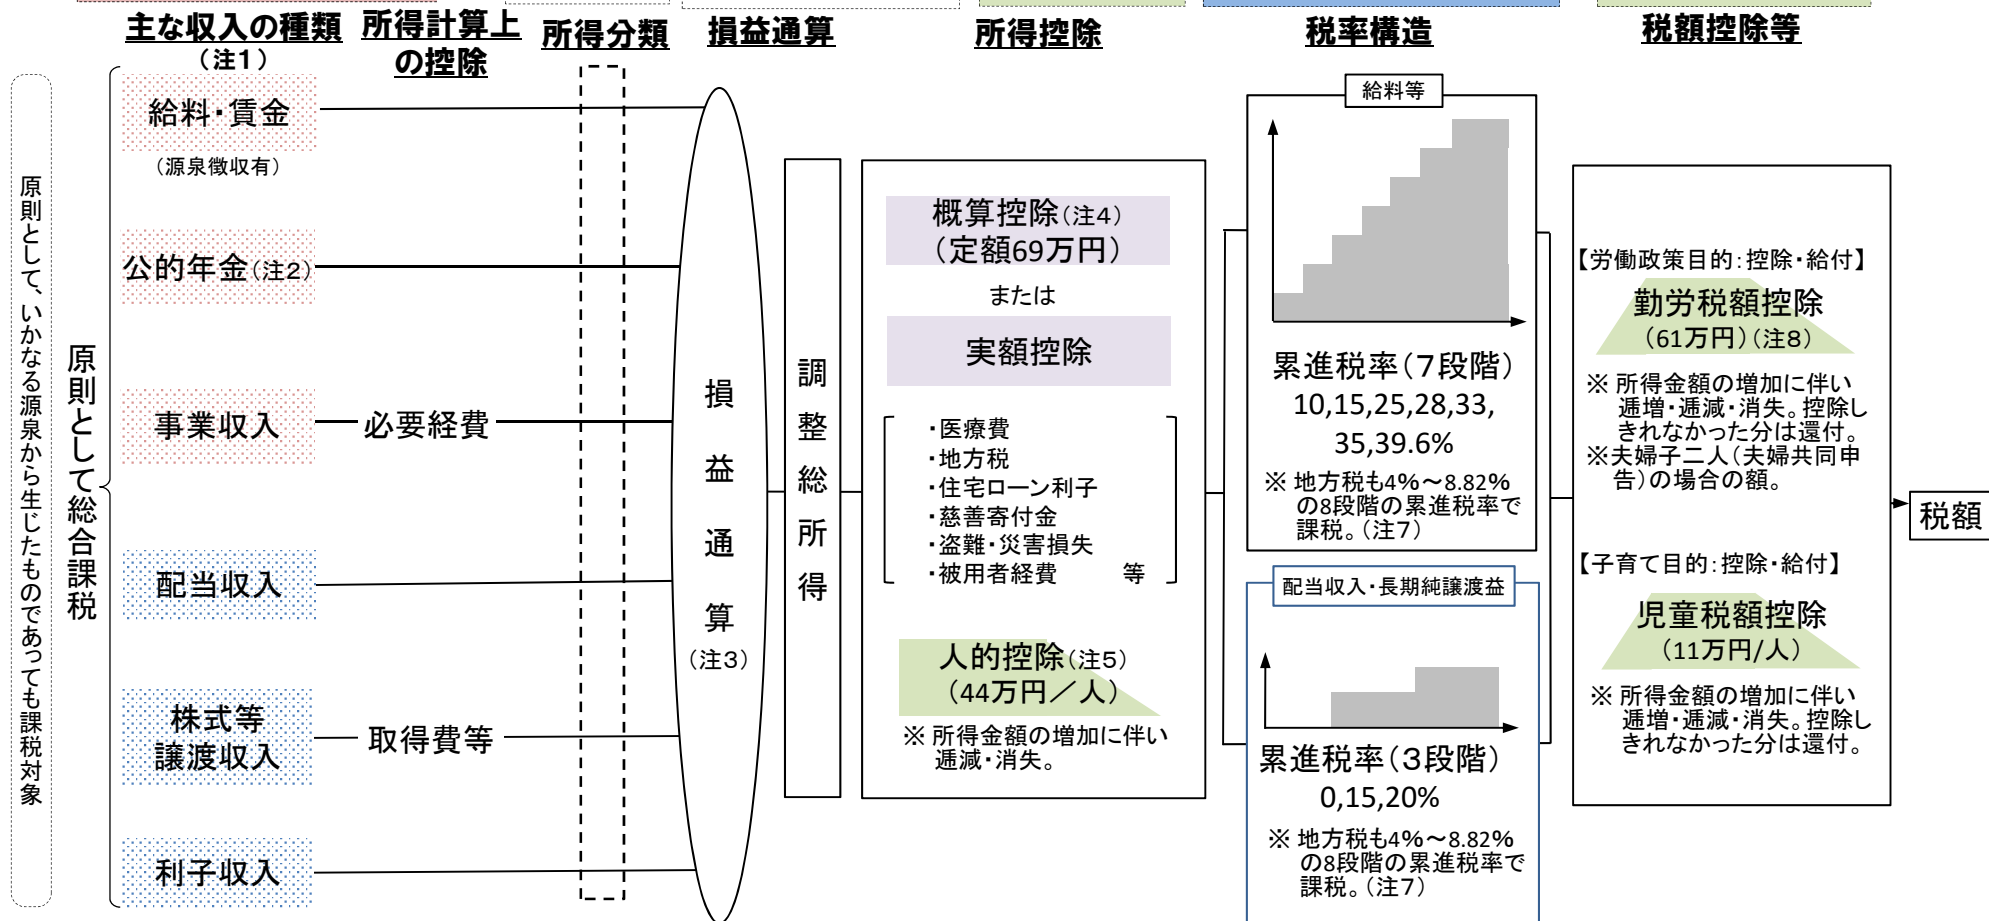 主な収入の種類
（注１）
所得計算上
の控除
所得分類
損益通算
所得控除
税率構造
税額控除等
原則として、いかなる源泉から生じたものであっても課税対象
原則として総合課税
給料・賃金
（源泉徴収有）
公的年金（注２）
事業収入
必要経費
配当収入
株式等
譲渡収入
取得費等
利子収入
損益通算
（注３）
調整総所得
概算控除（注４）
（定額69万円）
または
実額控除
・医療費
・地方税
・住宅ローン利子
・慈善寄付金
・盗難・災害損失
・被用者経費　等
人的控除（注５）
（44万円／人）
※ 所得金額の増加に伴い
逓減・消失。
給料等
累進税率（７段階）
10,15,25,28,33,
35,39.6%
※ 地方税も4%～8.82%
の8段階の累進税率で
課税。（注７）
配当収入・長期純譲渡益
累進税率（３段階）
0,15,20%
※ 地方税も4%～8.82%
の8段階の累進税率で
課税。（注７）
【労働政策目的：控除・給付】
勤労税額控除
（61万円）（注８）
※ 所得金額の増加に伴い
逓増・逓減・消失。控除し
きれなかった分は還付。
※夫婦子二人（夫婦共同申
告）の場合の額。
【子育て目的：控除・給付】
児童税額控除
（11万円/人）
※ 所得金額の増加に伴い
逓増・逓減・消失。控除し
きれなかった分は還付。
税額